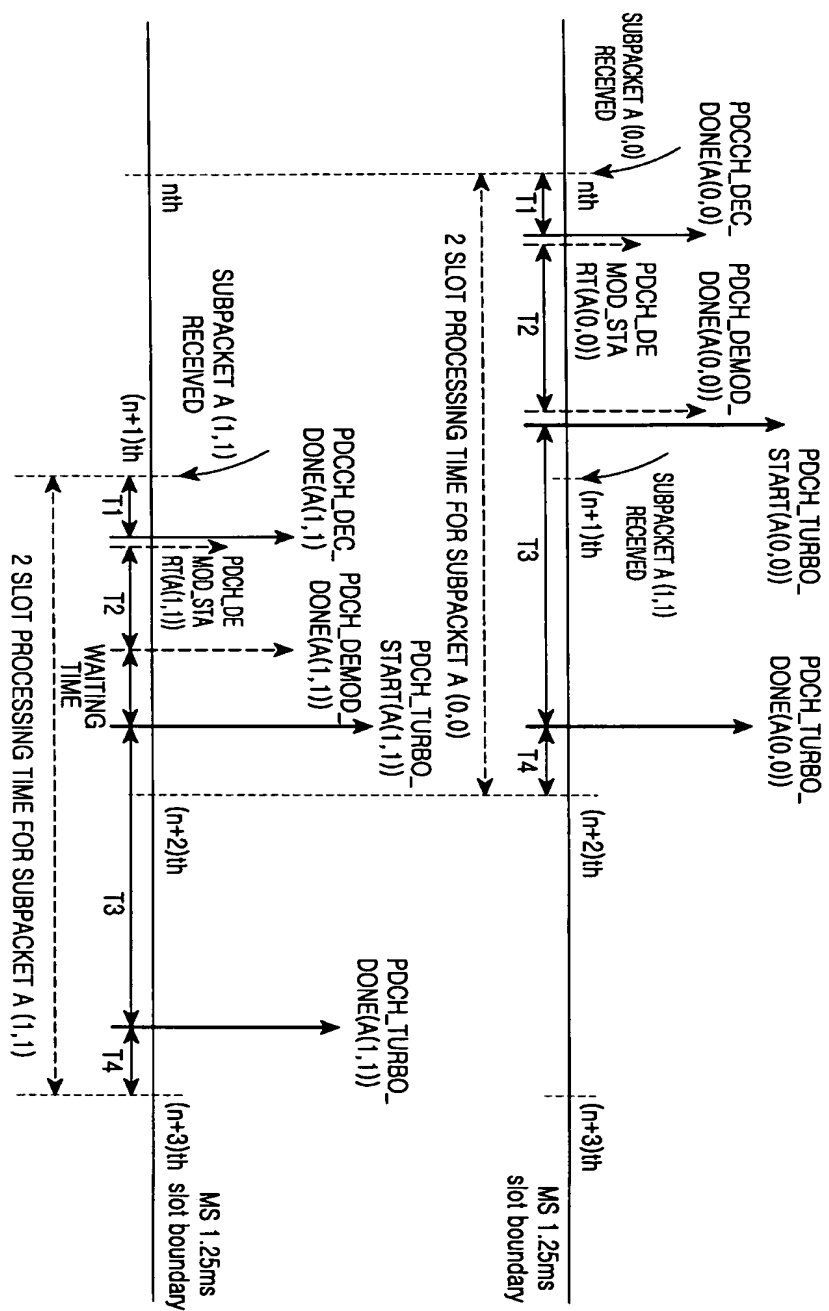 PDCCH_DEC_
DONE(A(0,0)
PDCH_DEMOD_
DONE(A(0,0))
PDCH_TURBO_
START(A(0,0))
PDCH_TURBO_
DONE(A(0,0))
SUBPACKET A (0,0)
RECEIVED
PDCH_DE
MOD_STA
RT(A(0,0))
SUBPACKET A (1,1)
RECEIVED
nth
(n+1)th
(n+2)th
(n+3)th
MS 1.25ms
slot boundary
T1
T2
T3
T4
2 SLOT PROCESSING TIME FOR SUBPACKET A (0,0)
SUBPACKET A (1,1)
RECEIVED
PDCCH_DEC_
DONE(A(1,1)
PDCH_DEMOD_
DONE(A(1,1))
PDCH_TURBO_
START(A(1,1))
PDCH_TURBO_
DONE(A(1,1))
PDCH_DE
MOD_STA
RT(A(1,1))
nth
(n+1)th
(n+2)th
(n+3)th
MS 1.25ms
slot boundary
T1
T2
WAITING
TIME
T3
T4
2 SLOT PROCESSING TIME FOR SUBPACKET A (1,1)